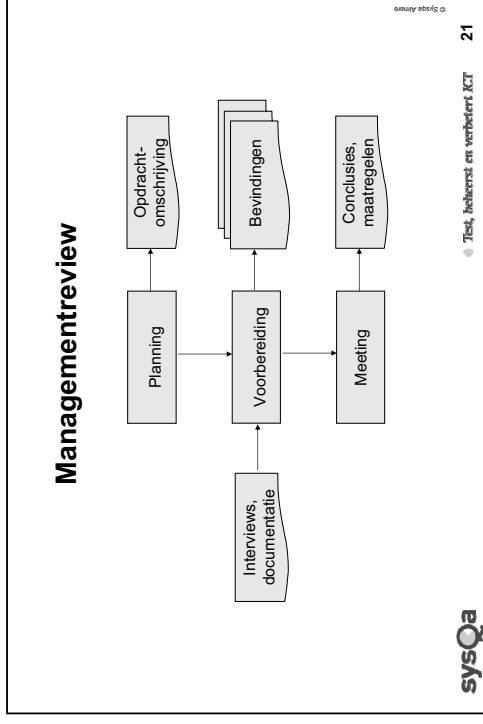 Managementreview
Planning
Opdracht-
omschrijving
Interviews,
documentatie
Voorbereiding
Bevindingen
Meeting
Conclusies,
maatregelen
sysQa
Test, beheerst en verbetert ICT
21
© Sysqa Almere